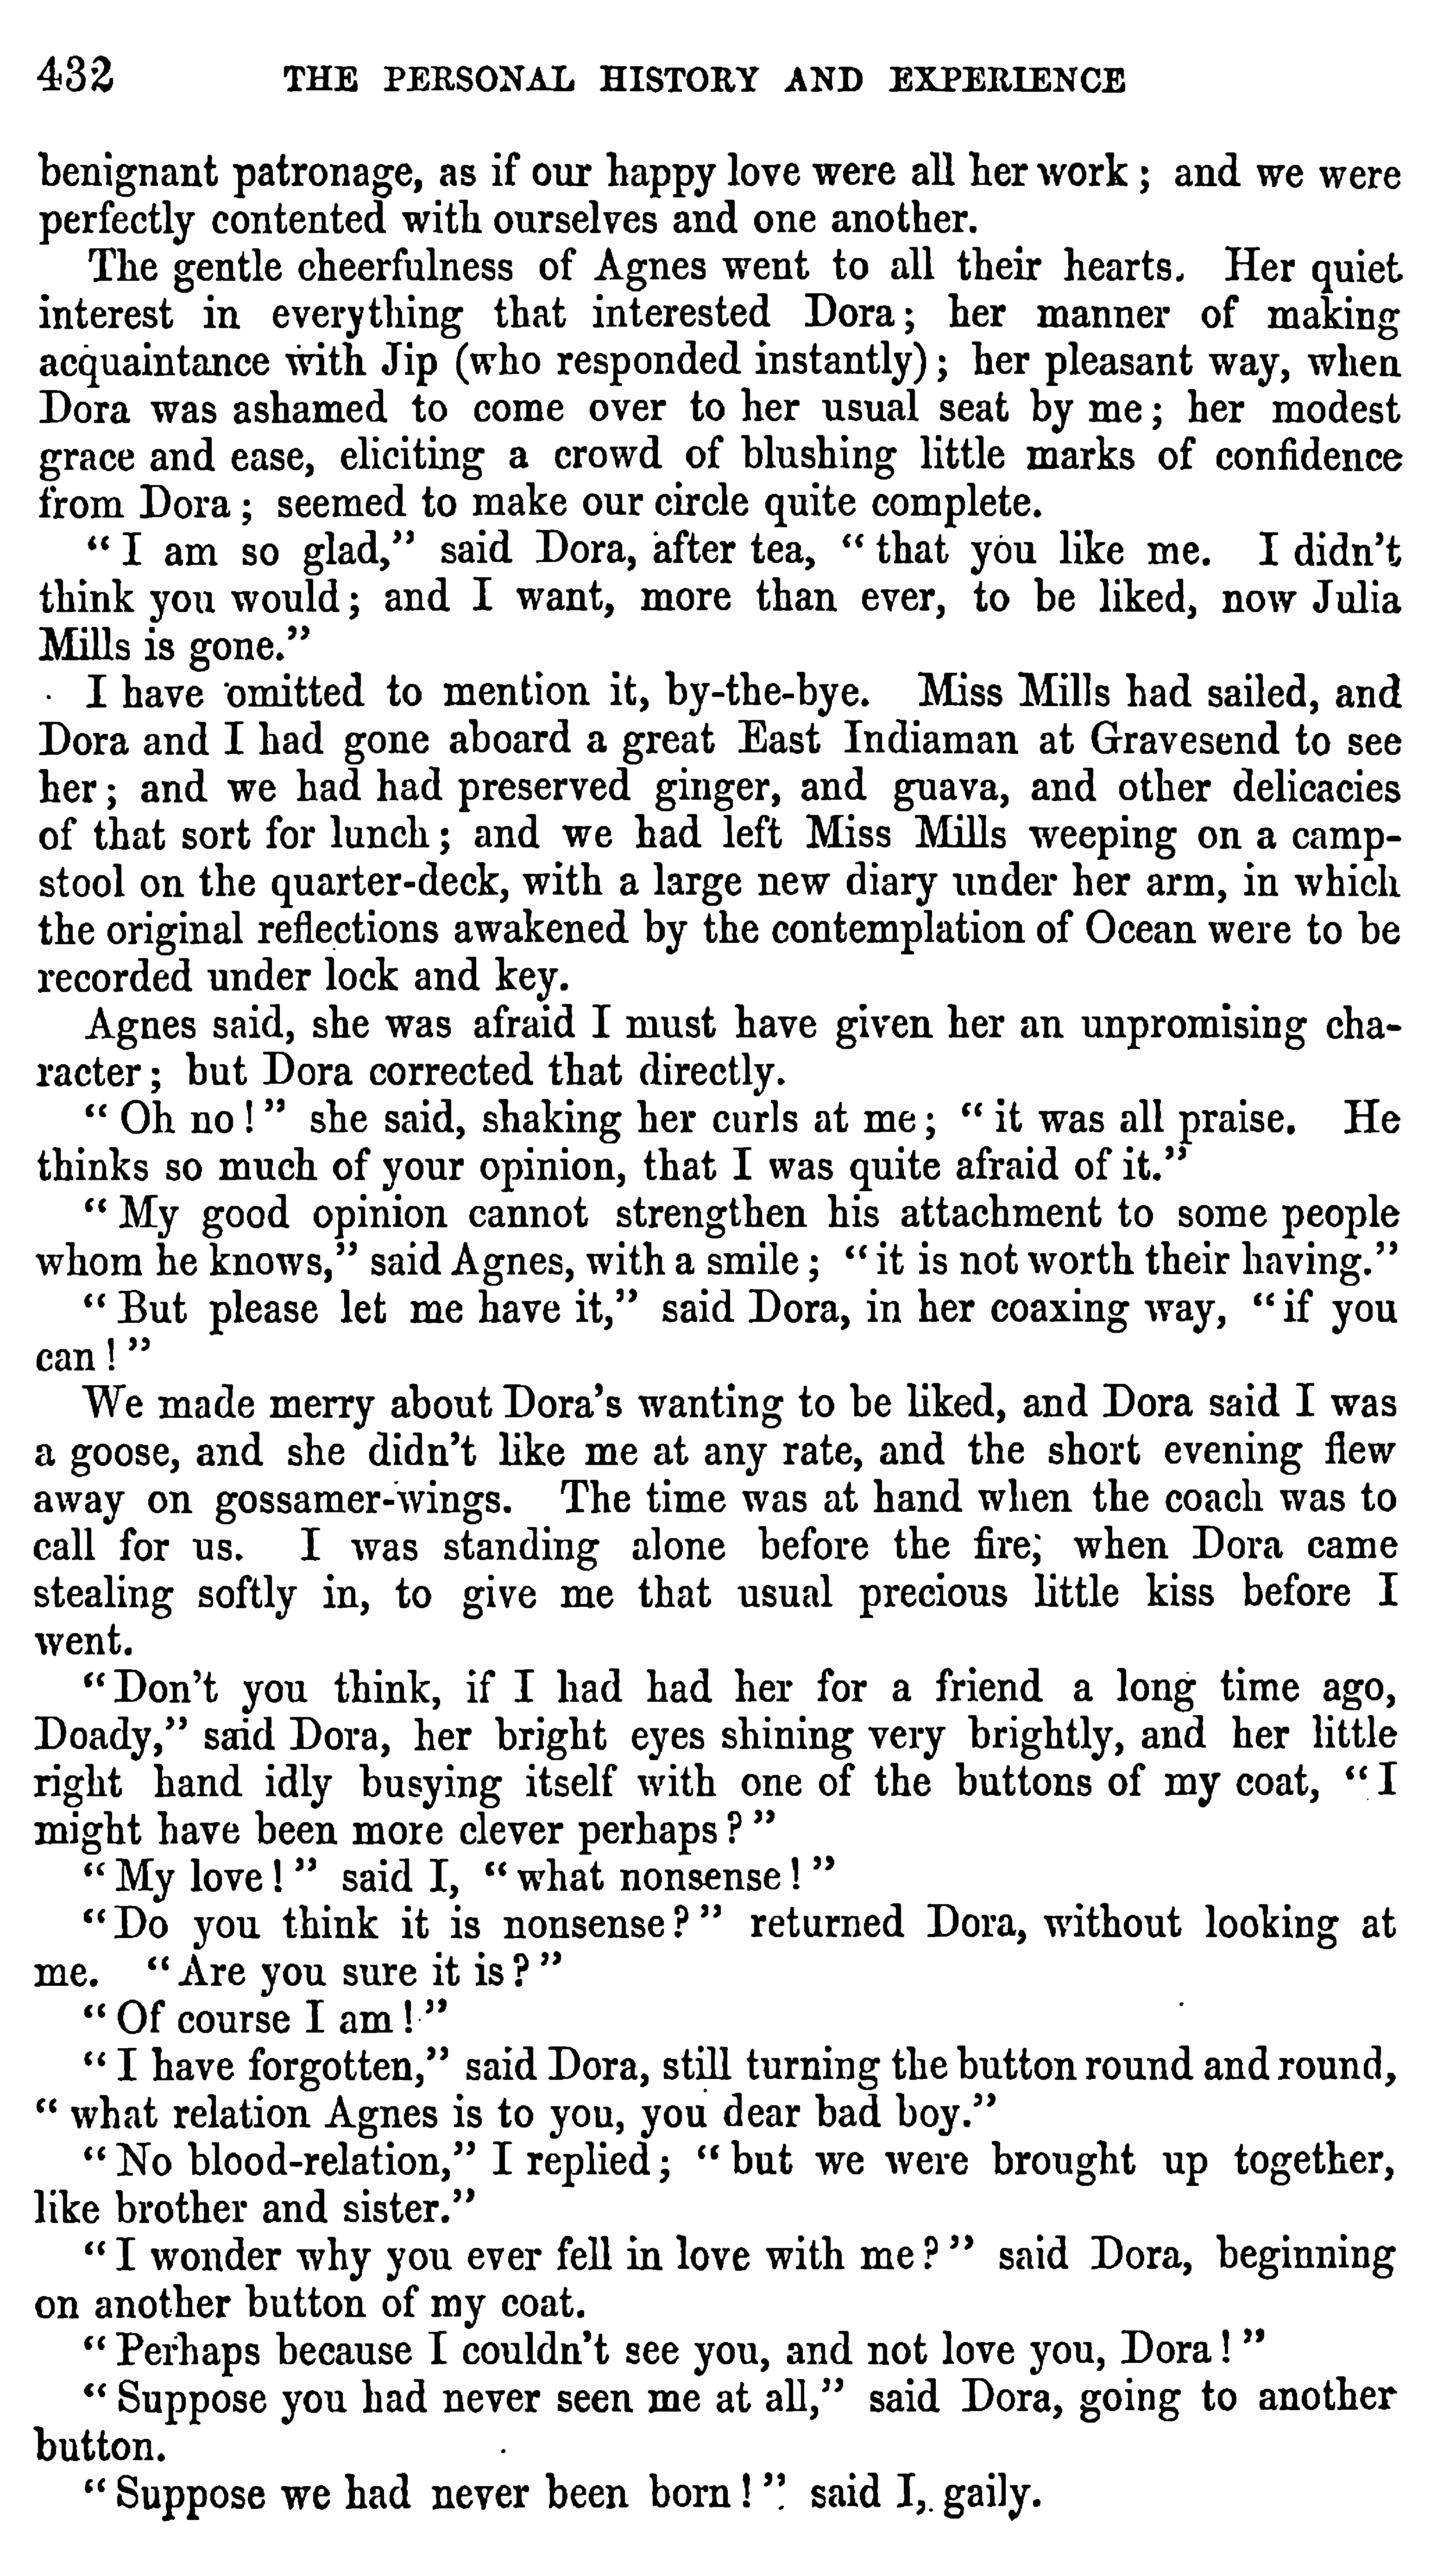 432 THE PERSONAL HISTORY AND EXPERIENCE
benignant patronage, as if our happy love were all her work; and we were
perfectly contented with ourselves and one another.
The gentle cheerfulness of Agnes went to all their hearts. Her quiet
interest in everything that interested Dora; her manner of making
acquaintance with Jip (who responded instantly); her pleasant way, when
Dora was ashamed to come over to her usual seat by me; her modest
grace and ease, eliciting a crowd of blushing little marks of confidence
from Dora; seemed to make our circle quite complete.
"I am so glad," said Dora, after tea, "that you like me. I didn't
think you would; and I want, more than ever, to be liked, now Julia
Mills is gone."
I have omitted to mention it, by-the-bye. Miss Mills had sailed, and
Dora and I had gone aboard a great East Indiaman at Gravesend to see
her; and we had had preserved ginger, and guava, and other delicacies
of that sort for lunch; and we had left Miss Mills weeping on a camp-
stool on the quarter-deck, with a large new diary under her arm, in which
the original reflections awakened by the contemplation of Ocean were to be
recorded under lock and key.
Agnes said, she was afraid I must have given her an unpromising cha-
racter; but Dora corrected that directly.
"Oh no!" she said, shaking her curls at me; "it was all praise. He
thinks so much of your opinion, that I was quite afraid of it."
"My good opinion cannot strengthen his attachment to some people
whom he knows," said Agnes, with a smile; "it is not worth their having."
"But please let me have it," said Dora, in her coaxing way, "if you
can!"
We made merry about Dora's wanting to be liked, and Dora said I was
a goose, and she didn't like me at any rate, and the short evening flew
away on gossamer-wings. The time was at hand when the coach was to
call for us. I was standing alone before the fire, when Dora came
stealing softly in, to give me that usual precious little kiss before I
went.
"Don't you think, if I had had her for a friend a long time ago,
Doady," said Dora, her bright eyes shining very brightly, and her little
right hand idly busying itself with one of the buttons of my coat, "I
might have been more clever perhaps?"
"My love!" said I, "what nonsense!"
"Do you think it is nonsense?" returned Dora, without looking at
me. "Are you sure it is?"
"Of course I am!"
"I have forgotten," said Dora, still turning the button round and round,
"what relation Agnes is to you, you dear bad boy."
"No blood-relation," I replied; "but we were brought up together,
like brother and sister."
"I wonder why you ever fell in love with me?" said Dora, beginning
on another button of my coat.
"Perhaps because I couldn't see you, and not love you, Dora!"
"Suppose you had never seen me at all," said Dora, going to another
button.
"Suppose we had never been born!" said I, gaily.